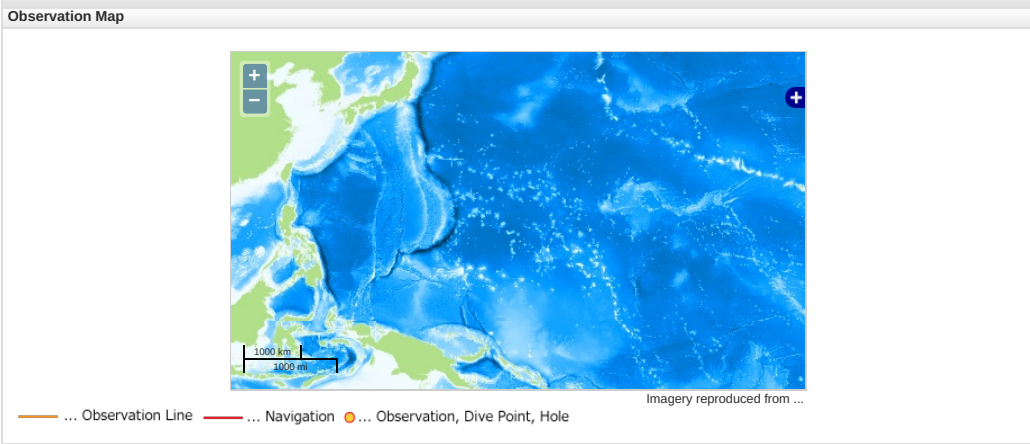 Observation Map
+
−
+
1000 km
1000 mi
Imagery reproduced from ...
... Observation Line ... Navigation ... Observation, Dive Point, Hole